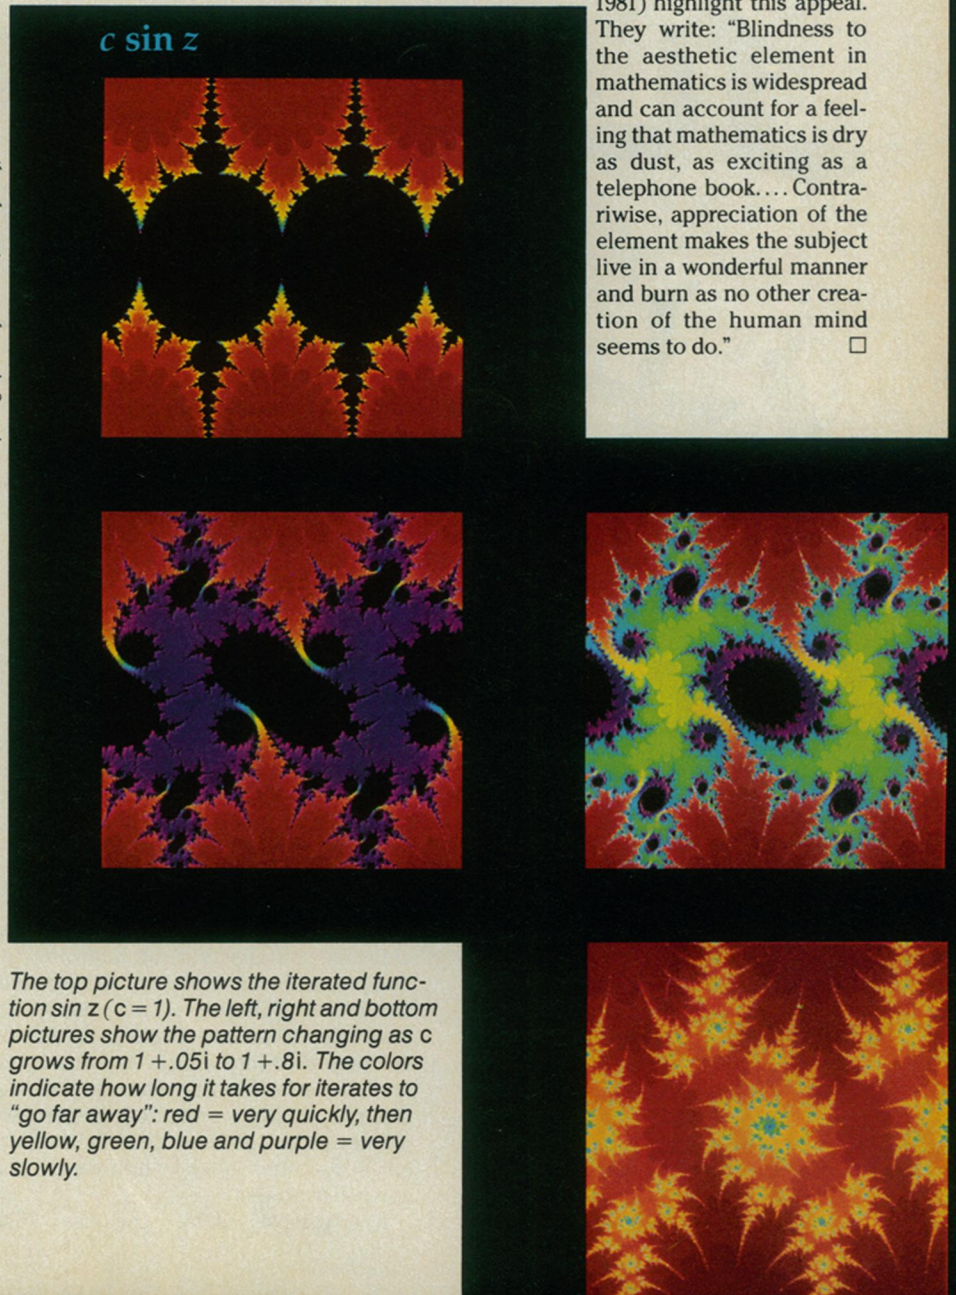 c sin z
1981) highlight this appeal.
They write: “Blindness to
the aesthetic element in
mathematics is widespread
and can account for a feel-
ing that mathematics is dry
as dust, as exciting as a
telephone book.... Contra-
riwise, appreciation of the
element makes the subject
live in a wonderful manner
and burn as no other crea-
tion of the human mind
seems to do.” □
The top picture shows the iterated func-
tion sin z (c = 1). The left, right and bottom
pictures show the pattern changing as c
grows from 1 +.05i to 1 +.8i. The colors
indicate how long it takes for iterates to
“go far away”: red = very quickly, then
yellow, green, blue and purple = very
slowly.